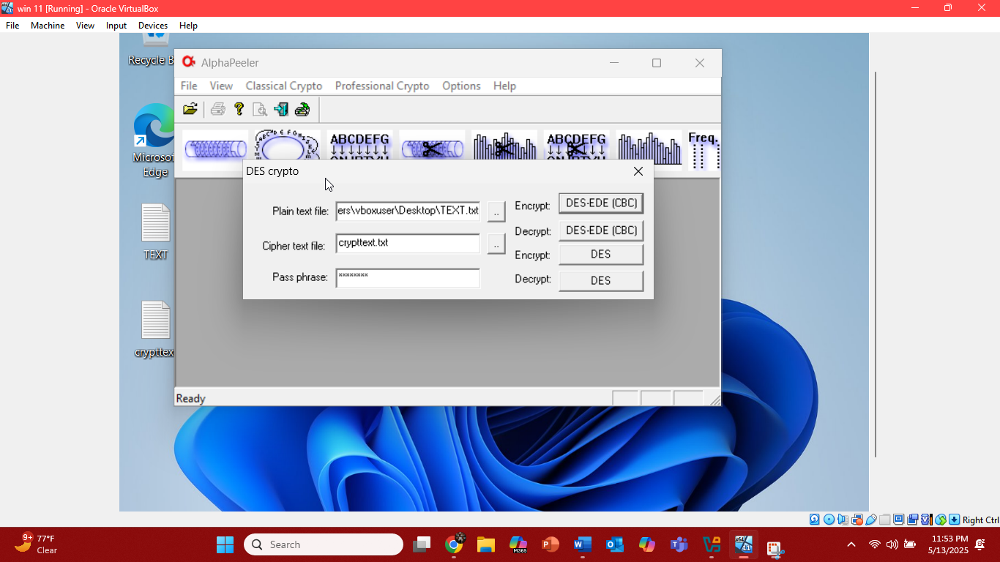 win 11 [Running] - Oracle VirtualBox
File Machine View Input Devices Help
Recycle B
AlphaPeeler
File View Classical Crypto Professional Crypto Options Help
ABCDEFG
ABCDEFG
Freq.
Microsof
Edge
DES crypto
Plain text file: ers\vboxuser\Desktop\TEXT.txt ..
Encrypt: DES-EDE (CBC)
Decrypt: DES-EDE (CBC)
Cipher text file: crypttext.txt ..
Encrypt: DES
Pass phrase: ********
Decrypt: DES
TEXT
crypttex
Ready
Right Ctrl
9+
77°F
Clear
Search
M365
11:53 PM
5/13/2025